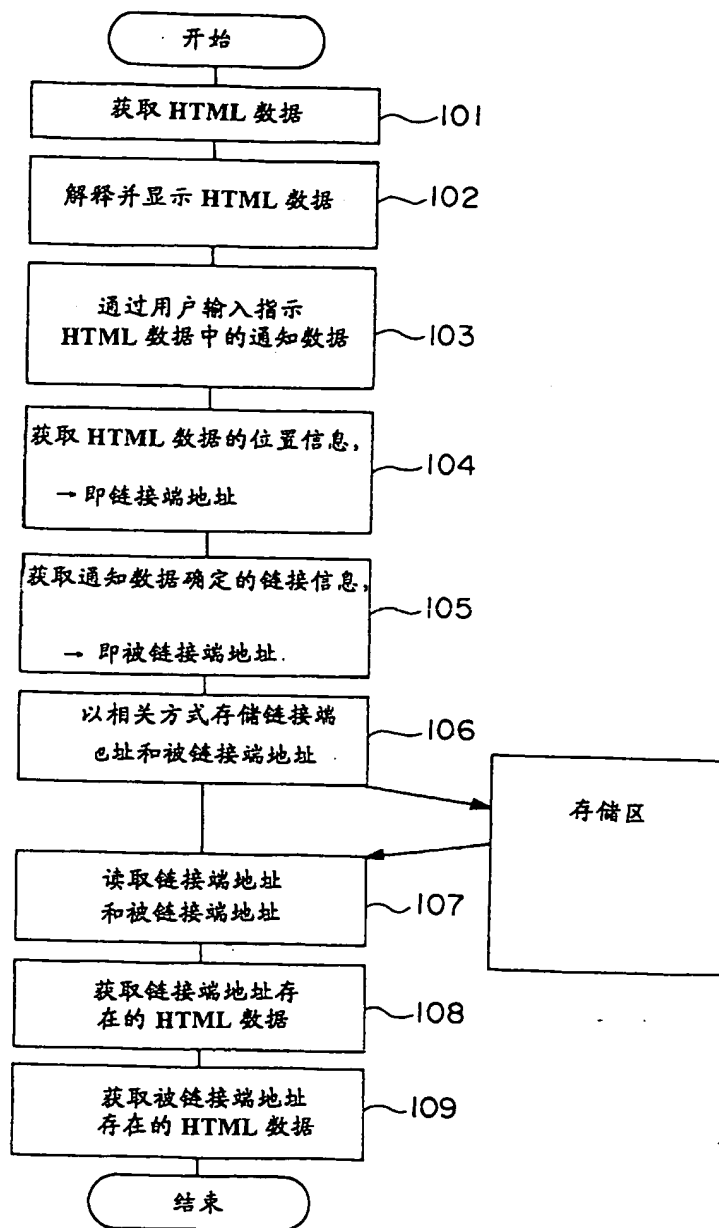 开始
获取 HTML 数据
101
解释并显示 HTML 数据
102
通过用户输入指示
HTML 数据中的通知数据
103
获取 HTML 数据的位置信息,
→ 即链接端地址
104
获取通知数据确定的链接信息,
→ 即被链接端地址.
105
以相关方式存储链接端
址和被链接端地址
106
存储区
读取链接端地址
和被链接端地址
107
获取链接端地址存
在的 HTML 数据
108
获取被链接端地址
存在的 HTML 数据
109
结束